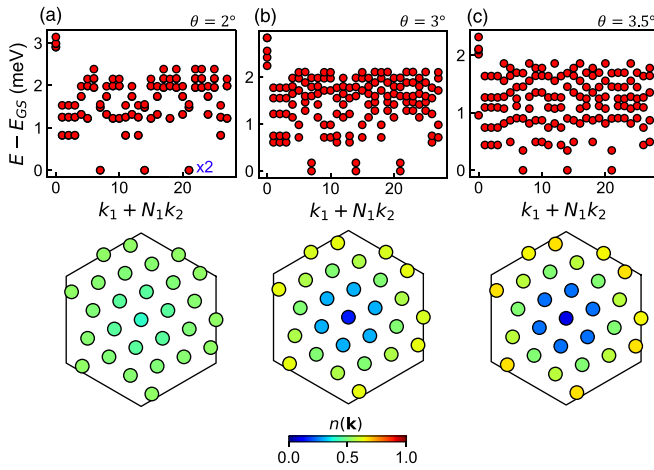 (a) θ = 2°
(b) θ = 3°
(c) θ = 3.5°
E − E_GS (meV)
3
2
1
0
x2
0 10 20
k₁ + N₁k₂
2
1
0
0 10 20
k₁ + N₁k₂
2
1
0
0 10 20
k₁ + N₁k₂
n(k)
0.0 0.5 1.0